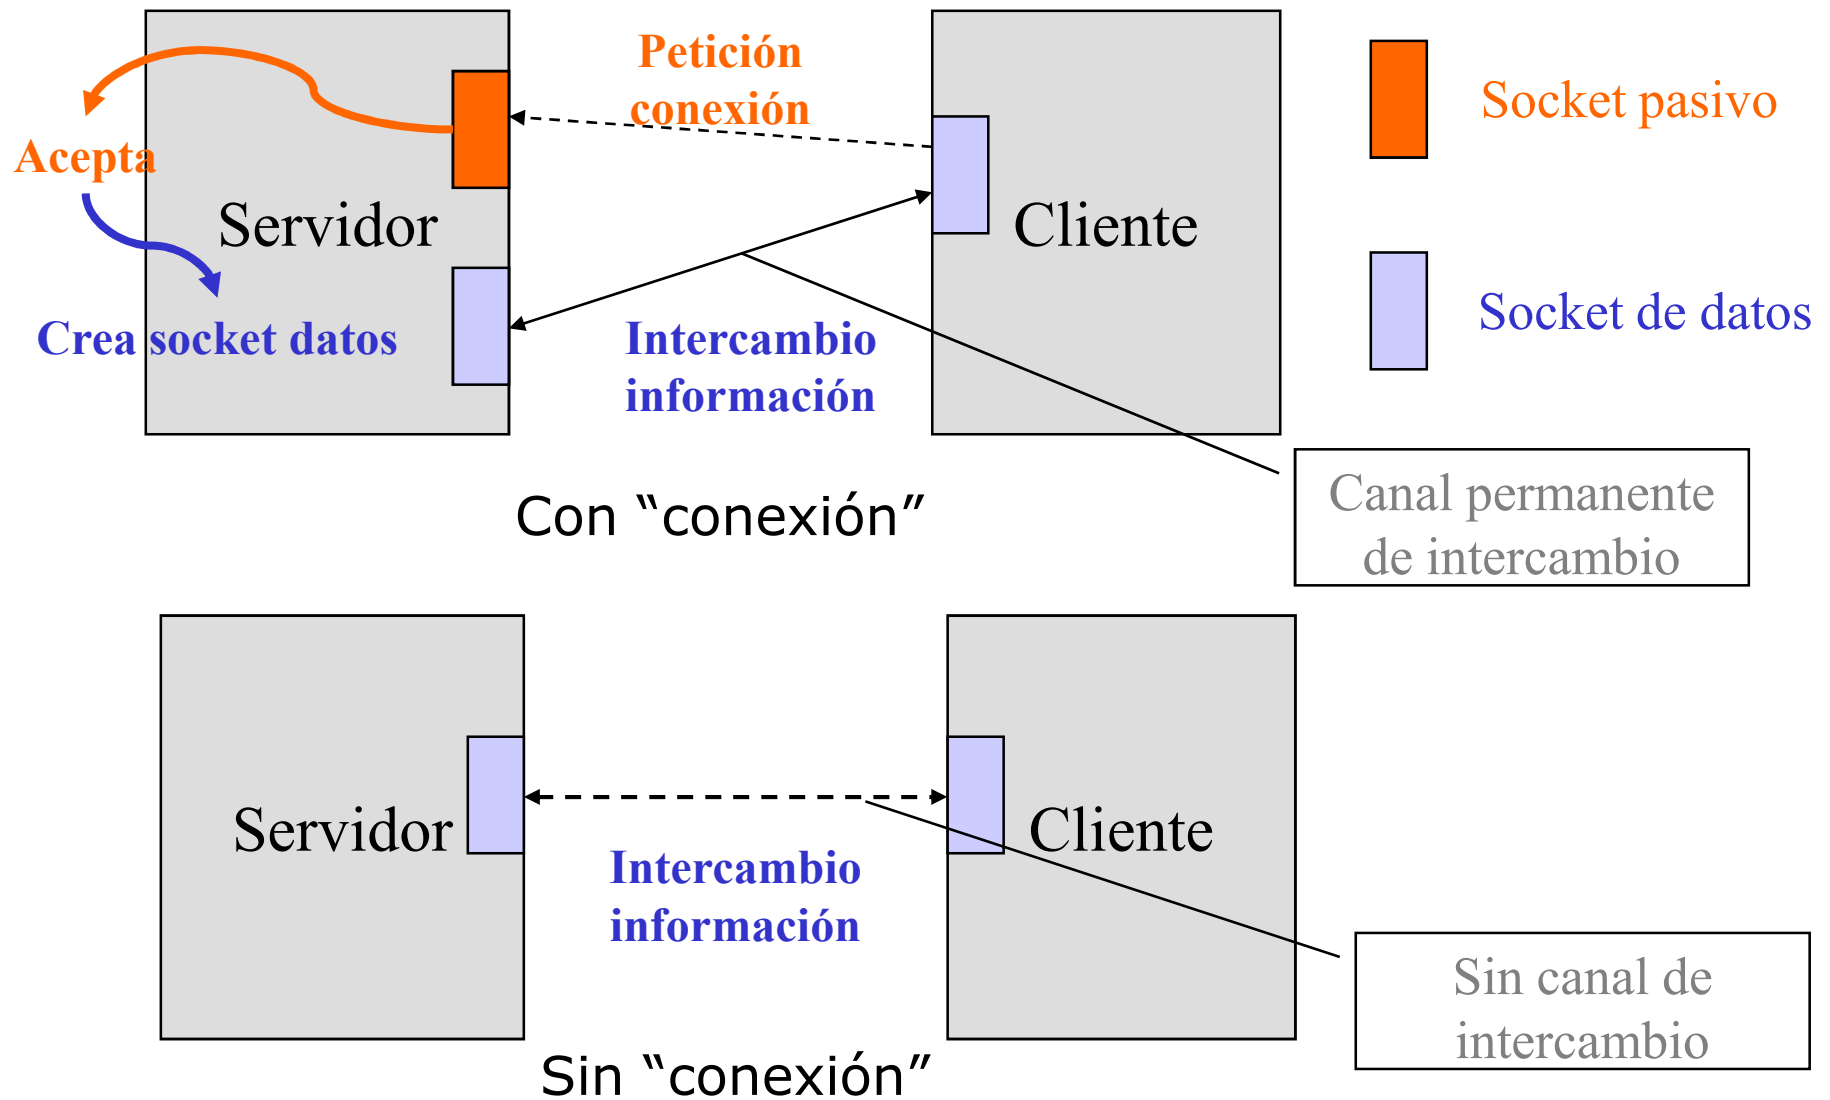 Petición
conexión
Socket pasivo
Acepta
Servidor
Cliente
Crea socket datos
Intercambio
información
Socket de datos
Canal permanente
de intercambio
Con “conexión”
Servidor
Cliente
Intercambio
información
Sin canal de
intercambio
Sin “conexión”